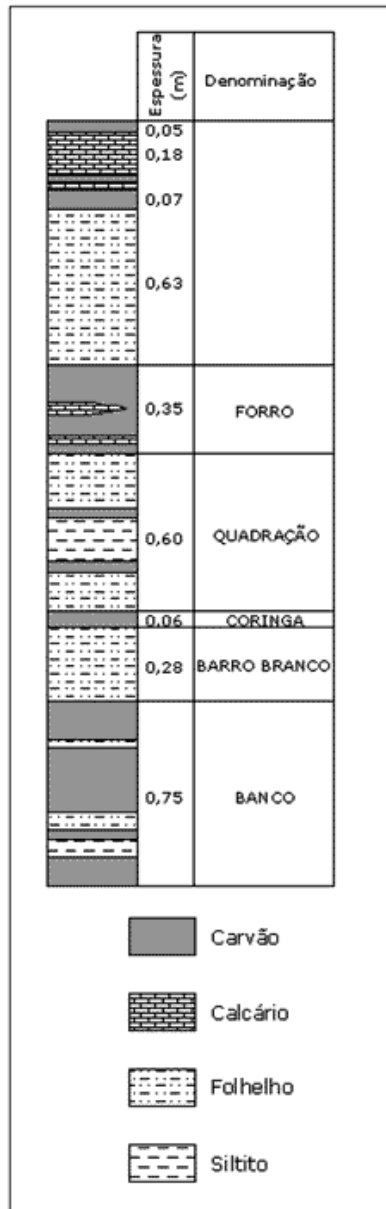 Espessura
(m)
Denominação
0,05
0,18
0,07
0,63
0,35 FORRO
0,60 QUADRAÇÃO
0,06 CORINGA
0,28 BARRO BRANCO
0,75 BANCO
Carvão
Calcário
Folhelho
Siltito